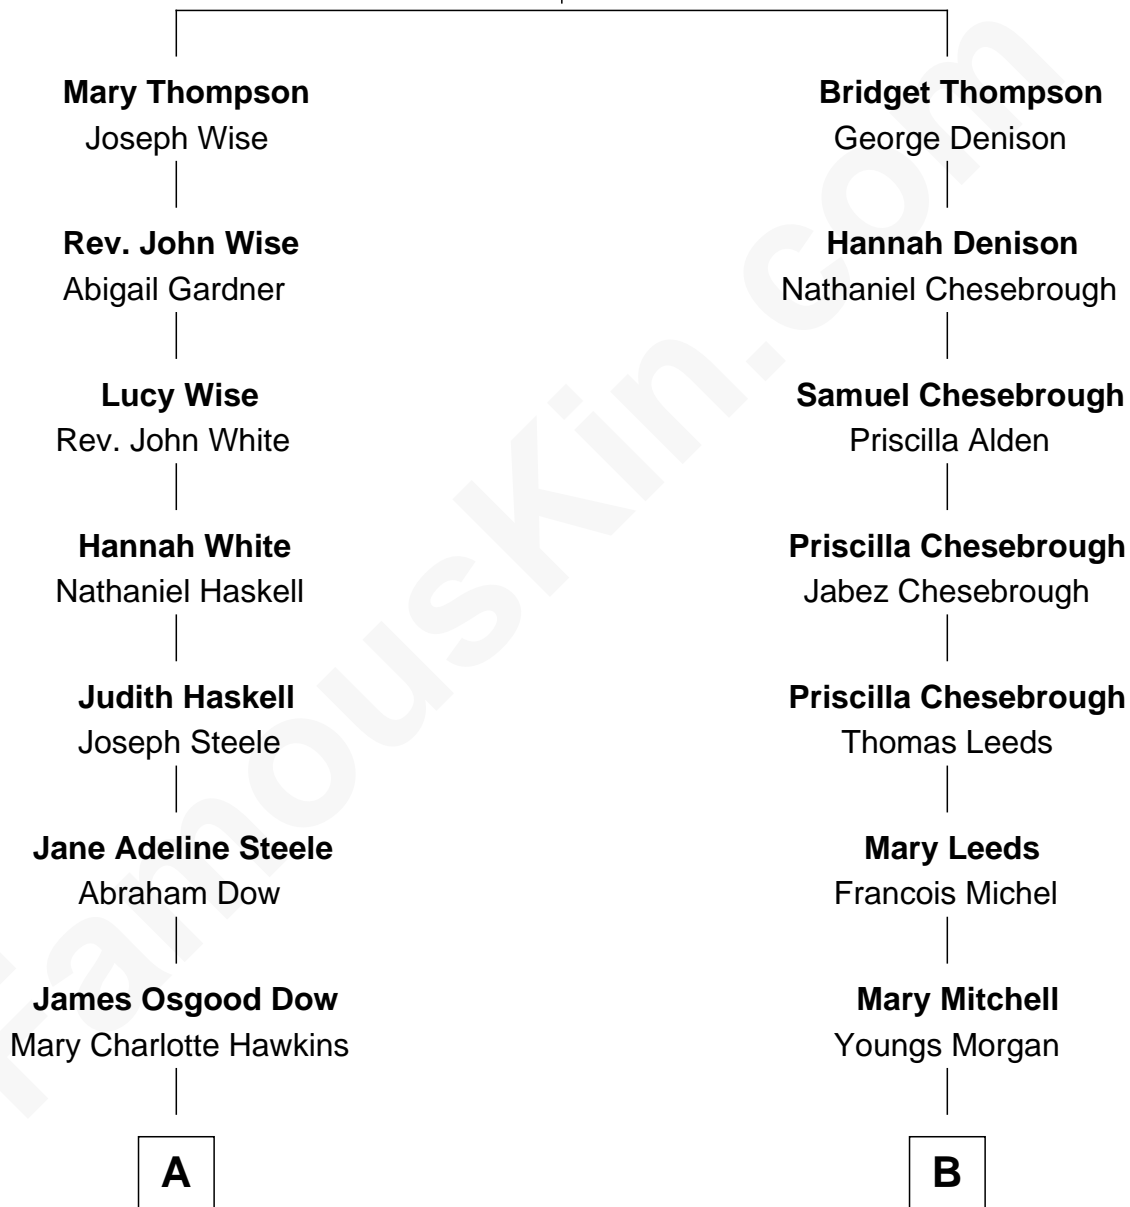 Mary Thompson
Joseph Wise
Bridget Thompson
George Denison
Rev. John Wise
Abigail Gardner
Hannah Denison
Nathaniel Chesebrough
Lucy Wise
Rev. John White
Samuel Chesebrough
Priscilla Alden
Hannah White
Nathaniel Haskell
Priscilla Chesebrough
Jabez Chesebrough
Judith Haskell
Joseph Steele
Priscilla Chesebrough
Thomas Leeds
Jane Adeline Steele
Abraham Dow
Mary Leeds
Francois Michel
James Osgood Dow
Mary Charlotte Hawkins
Mary Mitchell
Youngs Morgan
A
B
FamousKin.com